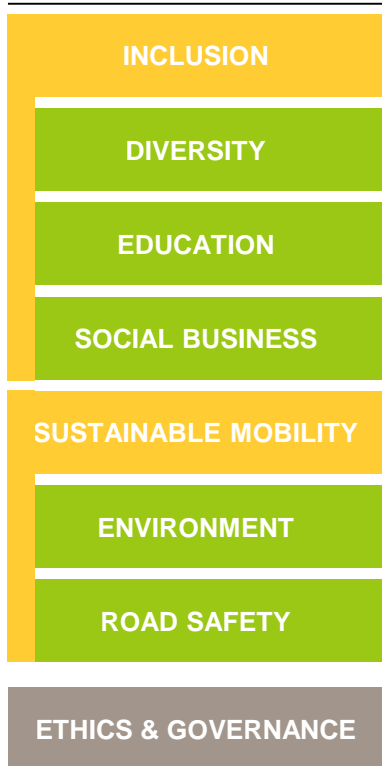 INCLUSION
DIVERSITY
EDUCATION
SOCIAL BUSINESS
SUSTAINABLE MOBILITY
ENVIRONMENT
ROAD SAFETY
ETHICS & GOVERNANCE